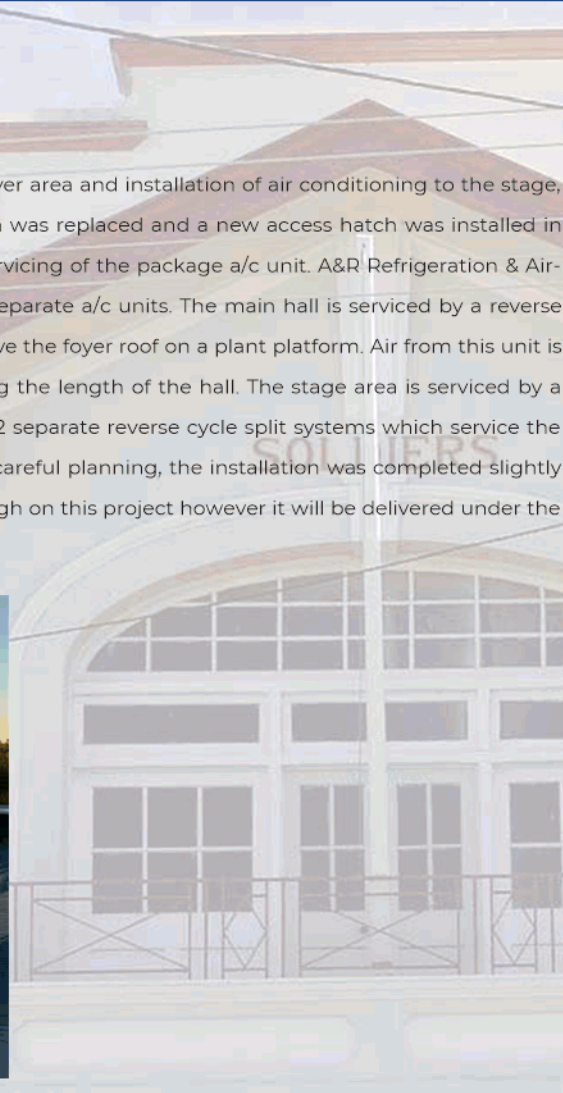 ver area and installation of air conditioning to the stage,
was replaced and a new access hatch was installed in
rvicing of the package a/c unit. A&R Refrigeration & Air-
eparate a/c units. The main hall is serviced by a reverse
ve the foyer roof on a plant platform. Air from this unit is
g the length of the hall. The stage area is serviced by a
2 separate reverse cycle split systems which service the
SOLDIERS
careful planning, the installation was completed slightly
gh on this project however it will be delivered under the